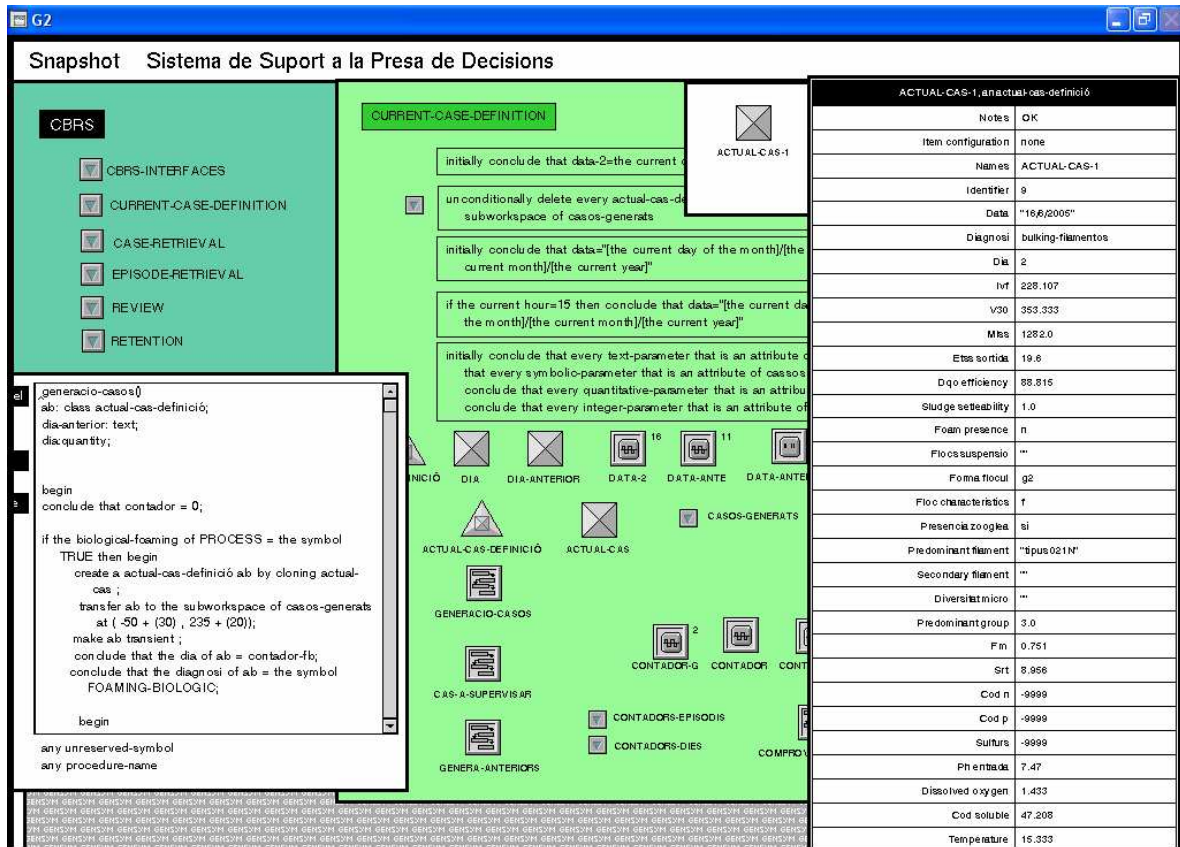 G2
Snapshot Sistema de Suport a la Presa de Decisions
CBRS
CBRS-INTERFACES
CURRENT-CASE-DEFINITION
CASE-RETRIEVAL
EPISODE-RETRIEVAL
REVIEW
RETENTION
CURRENT-CASE-DEFINITION
initially conclude that data-2=the current
unconditionally delete every actual-cas-de
subworkspace of casos-generats
initially conclude that data="[the current day of the month]/[the
current month]/[the current year]"
if the current hour=15 then conclude that data="[the current da
the month]/[the current month]/[the current year]"
initially conclude that every text-parameter that is an attribute
that every symbolic-parameter that is an attribute of cassos
conclude that every quantitative-parameter that is an attribu
conclude that every integer-parameter that is an attribute of
ACTUAL-CAS-1
INICIÓ
DIA
DIA-ANTERIOR
16
DATA-2
11
DATA-ANTE
DATA-ANTE
ACTUAL-CAS-DEFINICIÓ
ACTUAL-CAS
CASOS-GENERATS
GENERACIO-CASOS
2
CONTADOR-G
CONTADOR
CONT
CAS-A-SUPERVISAR
CONTADORS-EPISODIS
CONTADORS-DIES
GENERA-ANTERIORS
COMPROV
el
e
generacio-casos()
ab: class actual-cas-definició;
dia-anterior: text;
dia:quantity;
begin
conclude that contador = 0;
if the biological-foaming of PROCESS = the symbol
TRUE then begin
create a actual-cas-definició ab by cloning actual-
cas ;
transfer ab to the subworkspace of casos-generats
at ( -50 + (30) , 235 + (20));
make ab transient ;
conclude that the dia of ab = contador-fb;
conclude that the diagnosi of ab = the symbol
FOAMING-BIOLOGIC;
begin
any unreserved-symbol
any procedure-name
ACTUAL-CAS-1, an actual-cas-definició
Notes OK
Item configuration none
Names ACTUAL-CAS-1
Identifier 9
Data "16/6/2005"
Diagnosi bulking-filamentos
Dia 2
Ivf 228.107
V30 353.333
Mlss 1282.0
Etss sortida 19.6
Dqo efficiency 88.815
Sludge setleability 1.0
Foam presence n
Flocs suspensio ""
Forma flocul g2
Floc characteristics f
Presencia zooglea si
Predominant filament "tipus 021N"
Secondary filament ""
Diversitat micro ""
Predominant group 3.0
Fm 0.751
Srt 8.956
Cod n -9999
Cod p -9999
Sulfurs -9999
Ph entrada 7.47
Dissolved oxygen 1.433
Cod soluble 47.208
Temperature 15.333